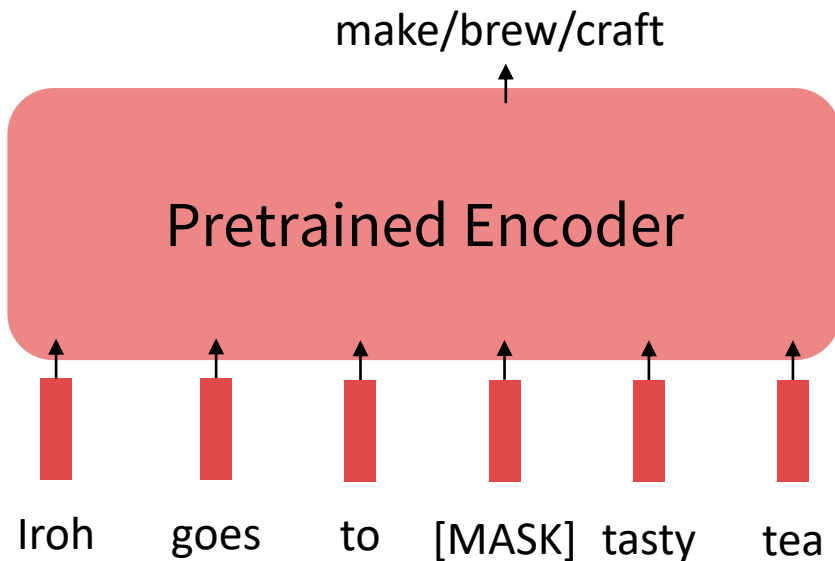 make/brew/craft
Pretrained Encoder
Iroh goes to [MASK] tasty tea